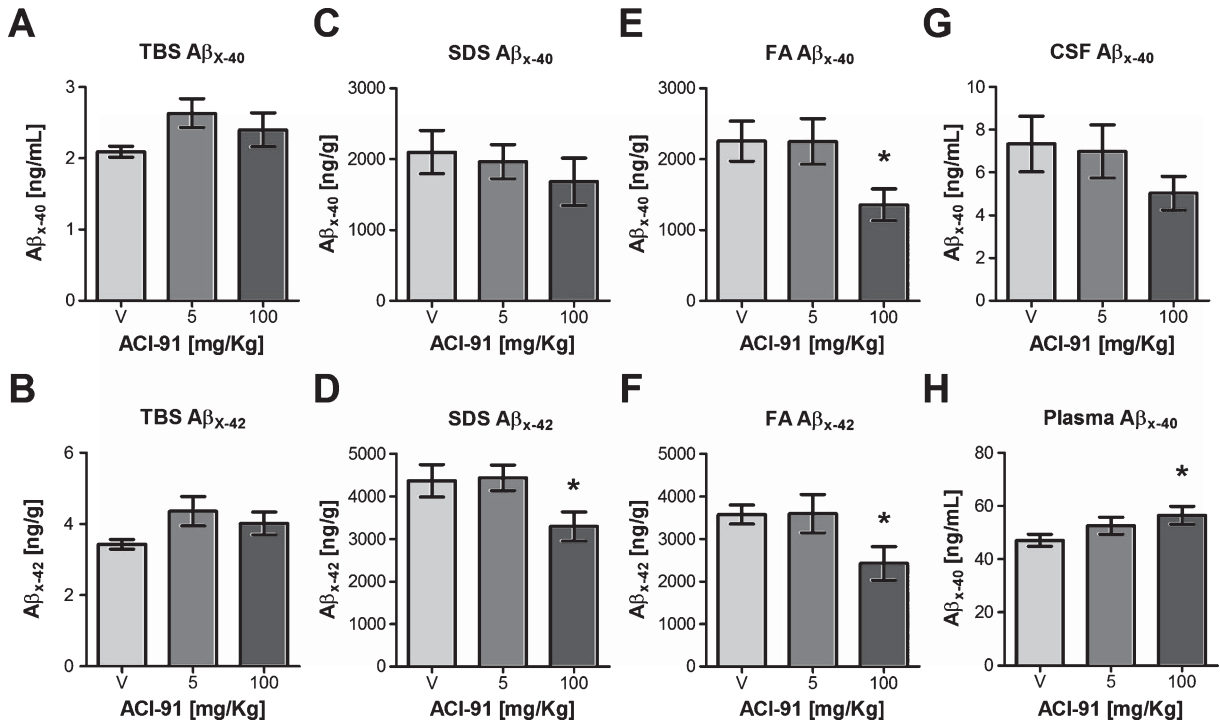 A
TBS AβX-40
Aβx-40 [ng/mL]
3
2
1
0
V 5 100
ACI-91 [mg/Kg]
C
SDS Aβx-40
Aβx-40 [ng/g]
3000
2000
1000
0
V 5 100
ACI-91 [mg/Kg]
E
FA Aβx-40
Aβx-40 [ng/g]
3000
2000
1000
0
*
V 5 100
ACI-91 [mg/Kg]
G
CSF Aβx-40
Aβx-40 [ng/mL]
10
8
6
4
2
0
V 5 100
ACI-91 [mg/Kg]
B
TBS AβX-42
Aβx-42 [ng/g]
6
4
2
0
V 5 100
ACI-91 [mg/Kg]
D
SDS Aβx-42
Aβx-42 [ng/g]
5000
4000
3000
2000
1000
0
*
V 5 100
ACI-91 [mg/Kg]
F
FA Aβx-42
Aβx-42 [ng/g]
5000
4000
3000
2000
1000
0
*
V 5 100
ACI-91 [mg/Kg]
H
Plasma Aβx-40
Aβx-40 [ng/mL]
80
60
40
20
0
*
V 5 100
ACI-91 [mg/Kg]